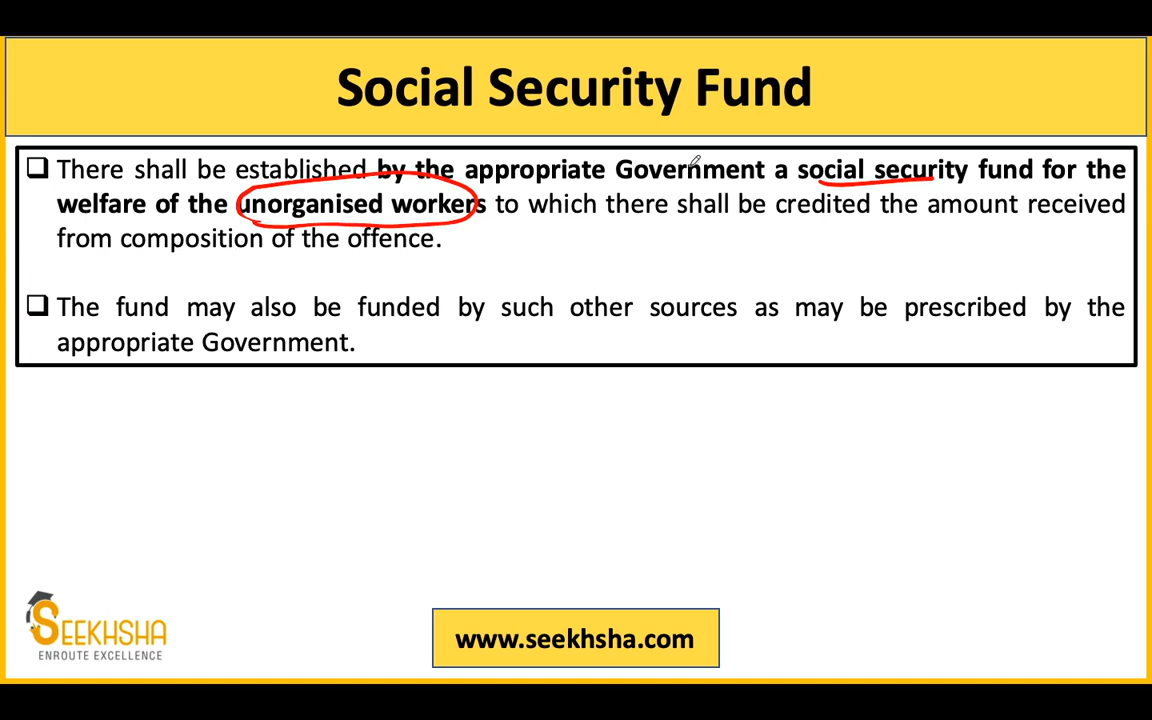 Social Security Fund
❑ There shall be established by the appropriate Government a social security fund for the
welfare of the unorganised workers to which there shall be credited the amount received
from composition of the offence.
❑ The fund may also be funded by such other sources as may be prescribed by the
appropriate Government.
SEEKHSHA
ENROUTE EXCELLENCE
www.seekhsha.com